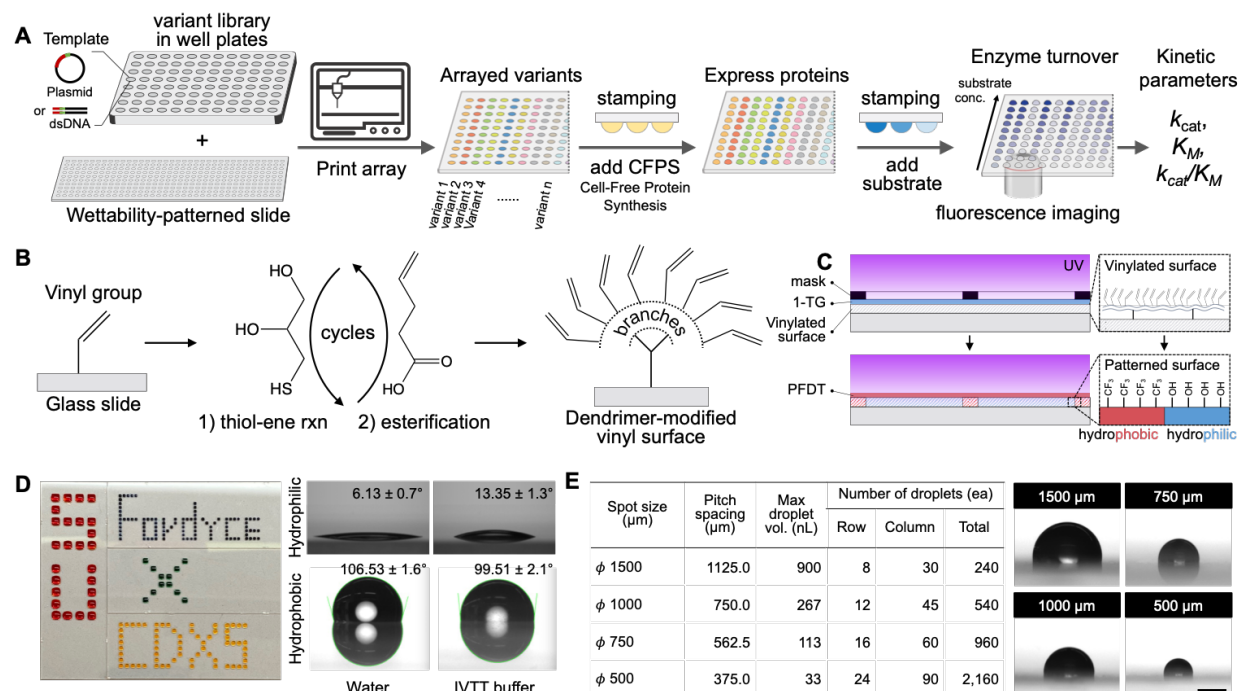 A
variant library
in well plates
Template
Plasmid
or
dsDNA
+
Wettability-patterned slide
Print array
Arrayed variants
variant 1
variant 2
variant 3
Variant 4
......
variant n
stamping
add CFPS
Cell-Free Protein
Synthesis
Express proteins
stamping
add
substrate
Enzyme turnover
substrate
conc.
fluorescence imaging
Kinetic
parameters
kcat,
KM,
kcat/KM
B
Vinyl group
Glass slide
HO
HO
HS
cycles
O
HO
1) thiol-ene rxn
2) esterification
branches
Dendrimer-modified
vinyl surface
C
UV
mask
1-TG
Vinylated
surface
Vinylated surface
PFDT
Patterned surface
CF3 CF3 CF3 CF3 OH OH OH OH
hydrophobic hydrophilic
D
SU
Fordyce
X
CDXS
Hydrophilic
6.13 ± 0.7°
13.35 ± 1.3°
Hydrophobic
106.53 ± 1.6°
99.51 ± 2.1°
Water
IVTT buffer
E
Spot size
(µm)
Pitch
spacing
(µm)
Max
droplet
vol. (nL)
Number of droplets (ea)
Row Column Total
ϕ 1500 1125.0 900 8 30 240
ϕ 1000 750.0 267 12 45 540
ϕ 750 562.5 113 16 60 960
ϕ 500 375.0 33 24 90 2,160
1500 µm
750 µm
1000 µm
500 µm